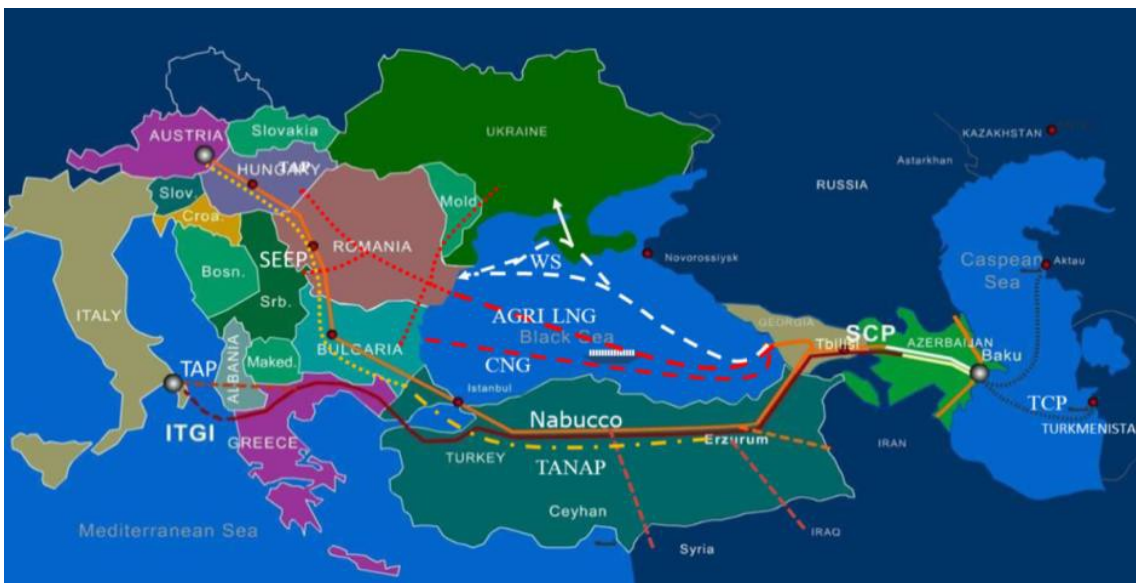 AUSTRIA
Slovakia
UKRAINE
KAZAKHSTAN
Astarkhan
HUNGARY
TAP
RUSSIA
Slov.
Croa.
Mold.
ROMANIA
SEEP
Bosn.
Srb.
WS
Novorossiysk
Caspean
Sea
Aktau
ITALY
AGRI LNG
Black Sea
GEORGIA
SCP
Tbilisi
AZERBAIJAN
BULGARIA
Maked.
ALBANIA
CNG
Baku
TAP
Istanbul
TCP
Nabucco
TURKMENISTA
ITGI
GREECE
Erzurum
IRAN
TURKEY
TANAP
Ceyhan
Mediterranean Sea
IRAQ
Syria